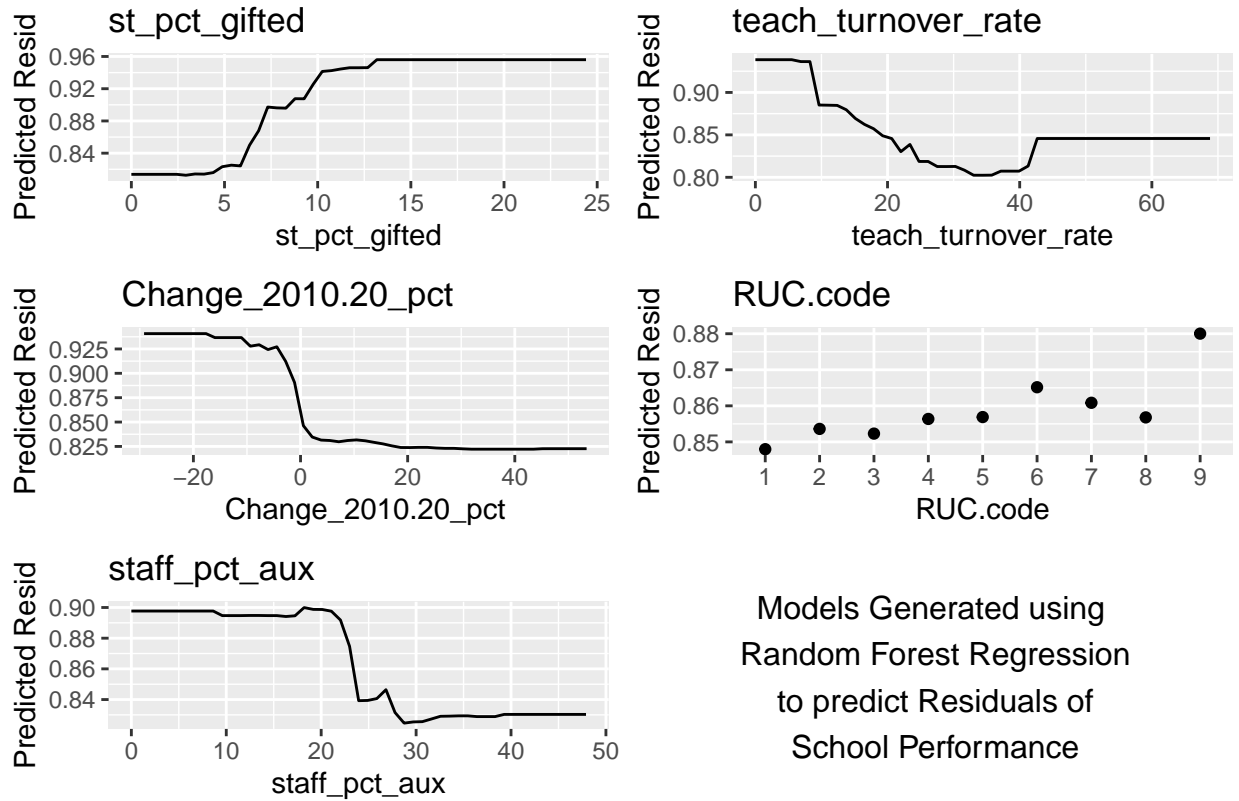 st_pct_gifted
Predicted Resid
0.96
0.92
0.88
0.84
0 5 10 15 20 25
st_pct_gifted
teach_turnover_rate
Predicted Resid
0.90
0.85
0.80
0 20 40 60
teach_turnover_rate
Change_2010.20_pct
Predicted Resid
0.925
0.900
0.875
0.850
0.825
−20 0 20 40
Change_2010.20_pct
RUC.code
Predicted Resid
0.88
0.87
0.86
0.85
1 2 3 4 5 6 7 8 9
RUC.code
staff_pct_aux
Predicted Resid
0.90
0.88
0.86
0.84
0 10 20 30 40 50
staff_pct_aux
Models Generated using
Random Forest Regression
to predict Residuals of
School Performance